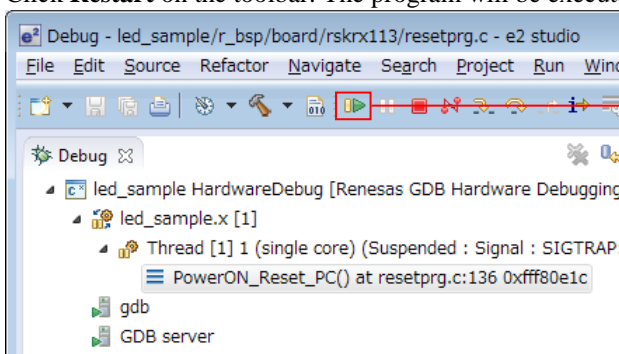 Click Restart on the toolbar. The program will be execut
e² Debug - led_sample/r_bsp/board/rskrx113/resetprg.c - e2 studio
File Edit Source Refactor Navigate Search Project Run Wind
010
Debug
c× led_sample HardwareDebug [Renesas GDB Hardware Debugging
led_sample.x [1]
Thread [1] 1 (single core) (Suspended : Signal : SIGTRAP:
PowerON_Reset_PC() at resetprg.c:136 0xfff80e1c
gdb
GDB server